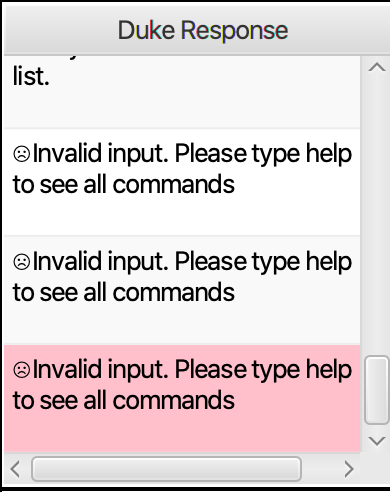 Duke Response
list.
☹Invalid input. Please type help
to see all commands
☹Invalid input. Please type help
to see all commands
☹Invalid input. Please type help
to see all commands